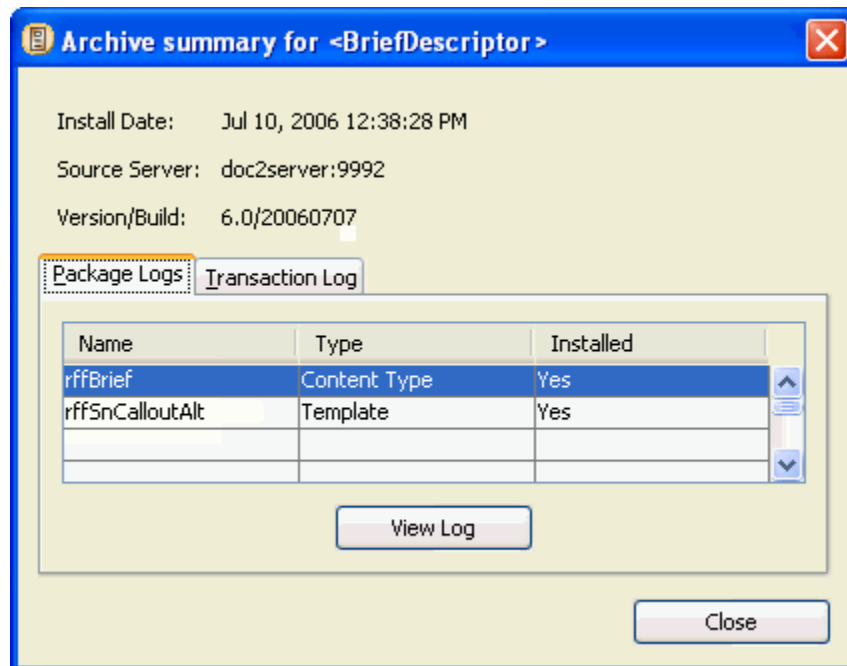 Archive summary for <BriefDescriptor>
Install Date: Jul 10, 2006 12:38:28 PM
Source Server: doc2server:9992
Version/Build: 6.0/20060707
Package Logs Transaction Log
Name Type Installed
rffBrief Content Type Yes
rffSnCalloutAlt Template Yes
View Log
Close